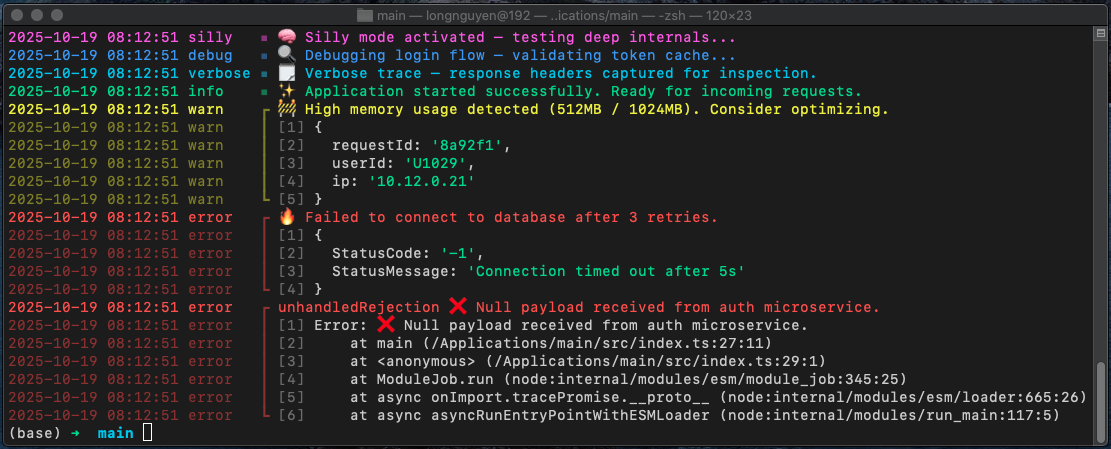 main — longnguyen@192 — ..ications/main — -zsh — 120×23
2025-10-19 08:12:51 silly ▪ 🧠 Silly mode activated — testing deep internals...
2025-10-19 08:12:51 debug ▪ 🔍 Debugging login flow — validating token cache...
2025-10-19 08:12:51 verbose ▪ 🗒️ Verbose trace — response headers captured for inspection.
2025-10-19 08:12:51 info ▪ ✨ Application started successfully. Ready for incoming requests.
2025-10-19 08:12:51 warn ┏ 🚧 High memory usage detected (512MB / 1024MB). Consider optimizing.
2025-10-19 08:12:51 warn ┃ [1] {
2025-10-19 08:12:51 warn ┃ [2]   requestId: '8a92f1',
2025-10-19 08:12:51 warn ┃ [3]   userId: 'U1029',
2025-10-19 08:12:51 warn ┃ [4]   ip: '10.12.0.21'
2025-10-19 08:12:51 warn ┗ [5] }
2025-10-19 08:12:51 error ┏ 🔥 Failed to connect to database after 3 retries.
2025-10-19 08:12:51 error ┃ [1] {
2025-10-19 08:12:51 error ┃ [2]   StatusCode: '-1',
2025-10-19 08:12:51 error ┃ [3]   StatusMessage: 'Connection timed out after 5s'
2025-10-19 08:12:51 error ┗ [4] }
2025-10-19 08:12:51 error ┏ unhandledRejection ❌ Null payload received from auth microservice.
2025-10-19 08:12:51 error ┃ [1] Error: ❌ Null payload received from auth microservice.
2025-10-19 08:12:51 error ┃ [2]     at main (/Applications/main/src/index.ts:27:11)
2025-10-19 08:12:51 error ┃ [3]     at <anonymous> (/Applications/main/src/index.ts:29:1)
2025-10-19 08:12:51 error ┃ [4]     at ModuleJob.run (node:internal/modules/esm/module_job:345:25)
2025-10-19 08:12:51 error ┃ [5]     at async onImport.tracePromise.__proto__ (node:internal/modules/esm/loader:665:26)
2025-10-19 08:12:51 error ┗ [6]     at async asyncRunEntryPointWithESMLoader (node:internal/modules/run_main:117:5)
(base) ➜ main